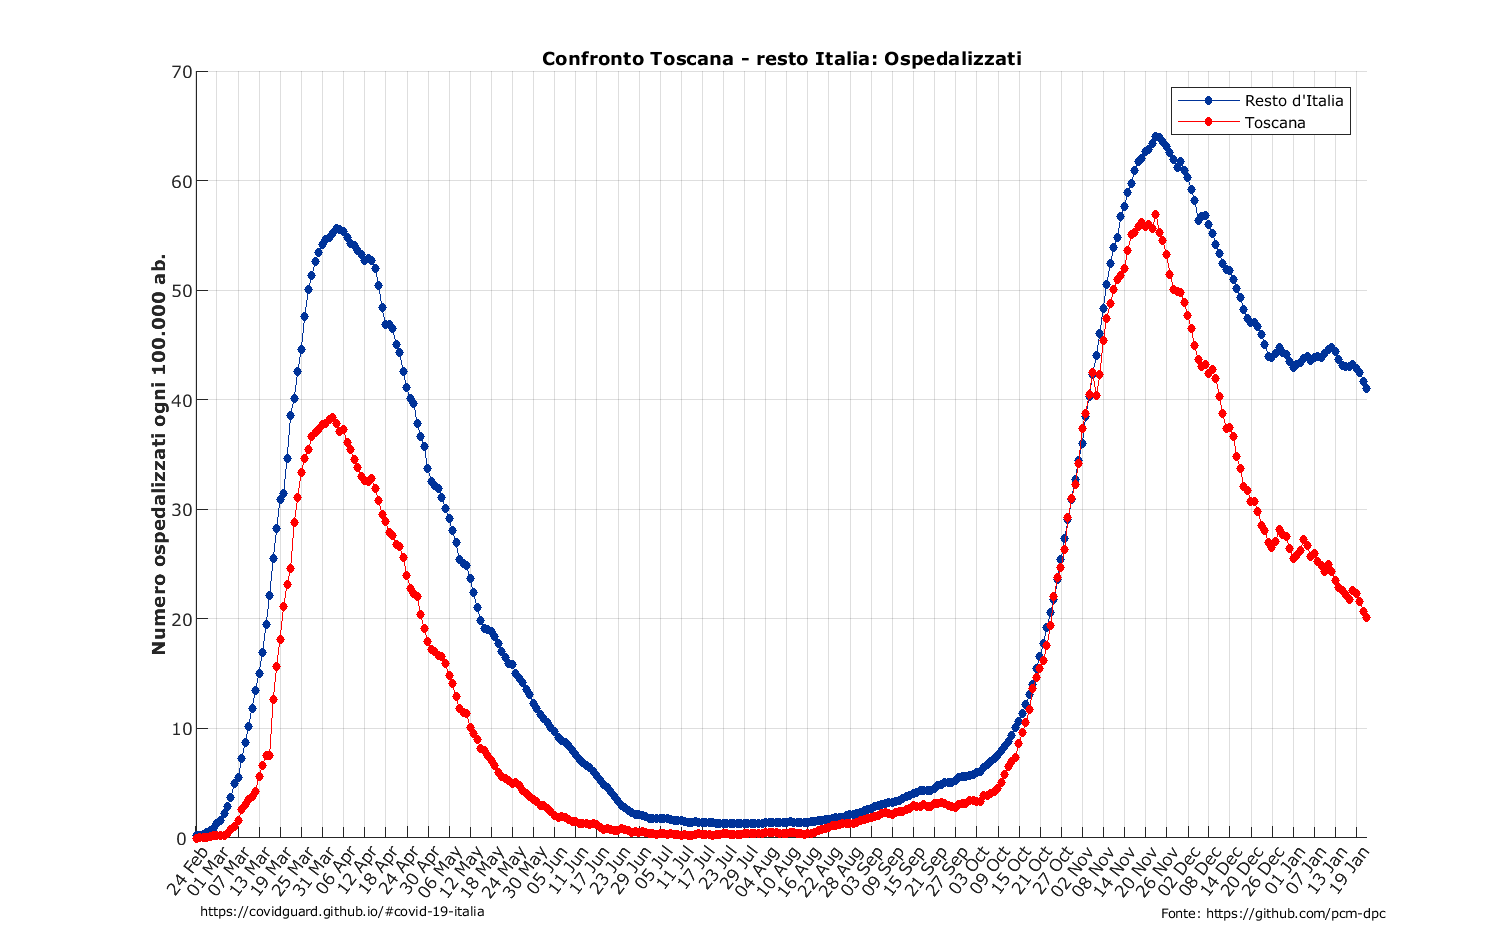 Confronto Toscana - resto Italia: Ospedalizzati
Numero ospedalizzati ogni 100.000 ab.
70
60
50
40
30
20
10
0
Resto d'Italia
Toscana
24 Feb
01 Mar
07 Mar
13 Mar
19 Mar
25 Mar
31 Mar
06 Apr
12 Apr
18 Apr
24 Apr
30 Apr
06 May
12 May
18 May
24 May
30 May
05 Jun
11 Jun
17 Jun
23 Jun
29 Jun
05 Jul
11 Jul
17 Jul
23 Jul
29 Jul
04 Aug
10 Aug
16 Aug
22 Aug
28 Aug
03 Sep
09 Sep
15 Sep
21 Sep
27 Sep
03 Oct
09 Oct
15 Oct
21 Oct
27 Oct
02 Nov
08 Nov
14 Nov
20 Nov
26 Nov
02 Dec
08 Dec
14 Dec
20 Dec
26 Dec
01 Jan
07 Jan
13 Jan
19 Jan
https://covidguard.github.io/#covid-19-italia
Fonte: https://github.com/pcm-dpc